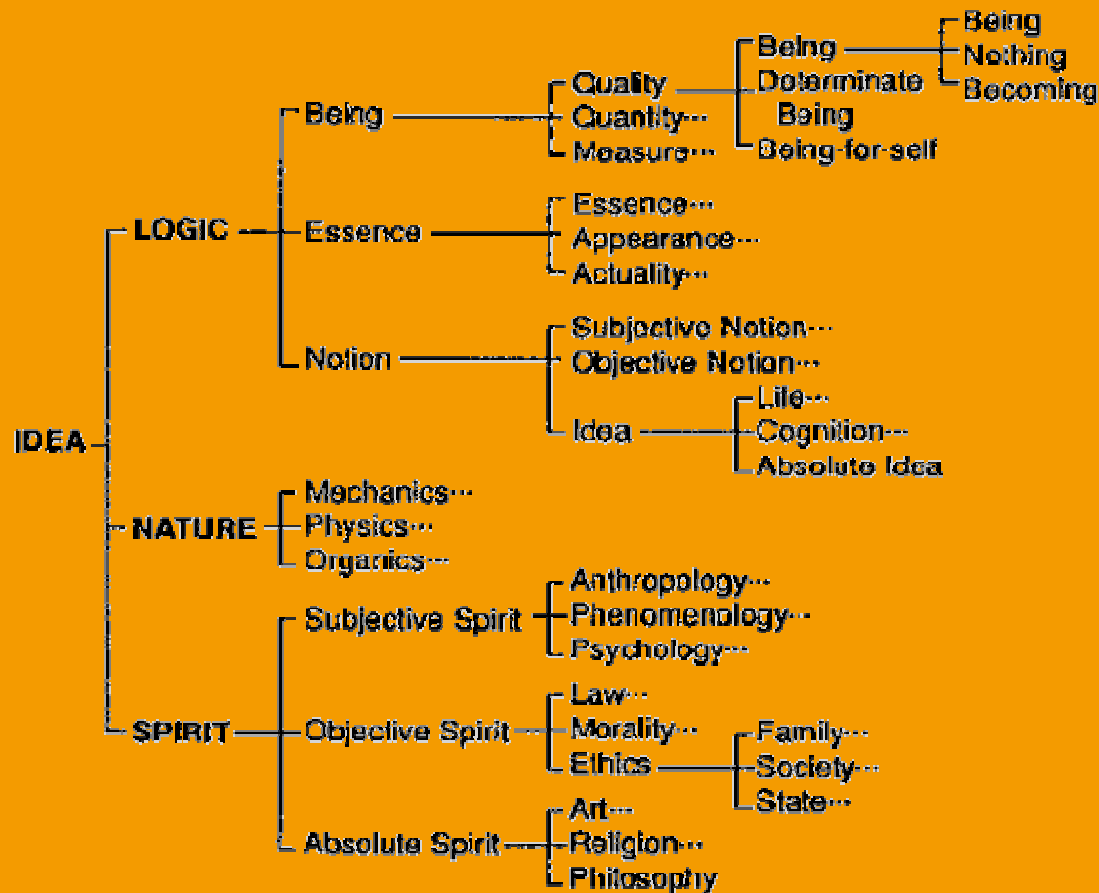 IDEA
LOGIC
Being
Quality
Being
Being
Nothing
Becoming
Determinate
Being
Being-for-self
Quantity···
Measure···
Essence
Essence···
Appearance···
Actuality···
Notion
Subjective Notion···
Objective Notion···
Idea
Life···
Cognition···
Absolute Idea
NATURE
Mechanics···
Physics···
Organics···
SPIRIT
Subjective Spirit
Anthropology···
Phenomenology···
Psychology···
Objective Spirit
Law···
Morality···
Ethics
Family···
Society···
State···
Absolute Spirit
Art···
Religion···
Philosophy